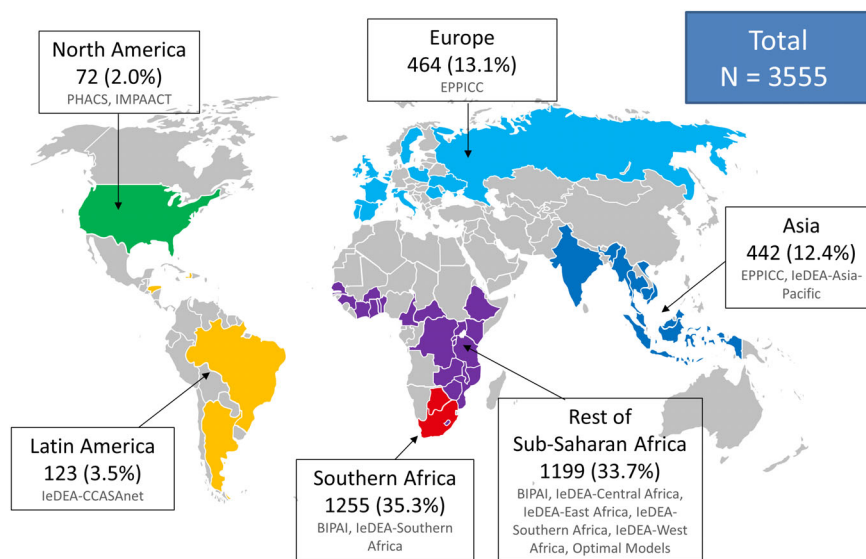 North America
72 (2.0%)
PHACS, IMPAACT
Europe
464 (13.1%)
EPPICC
Total
N = 3555
Asia
442 (12.4%)
EPPICC, IeDEA-Asia-
Pacific
Latin America
123 (3.5%)
IeDEA-CCASAnet
Southern Africa
1255 (35.3%)
BIPAI, IeDEA-Southern
Africa
Rest of
Sub-Saharan Africa
1199 (33.7%)
BIPAI, IeDEA-Central Africa,
IeDEA-East Africa, IeDEA-
Southern Africa, IeDEA-West
Africa, Optimal Models